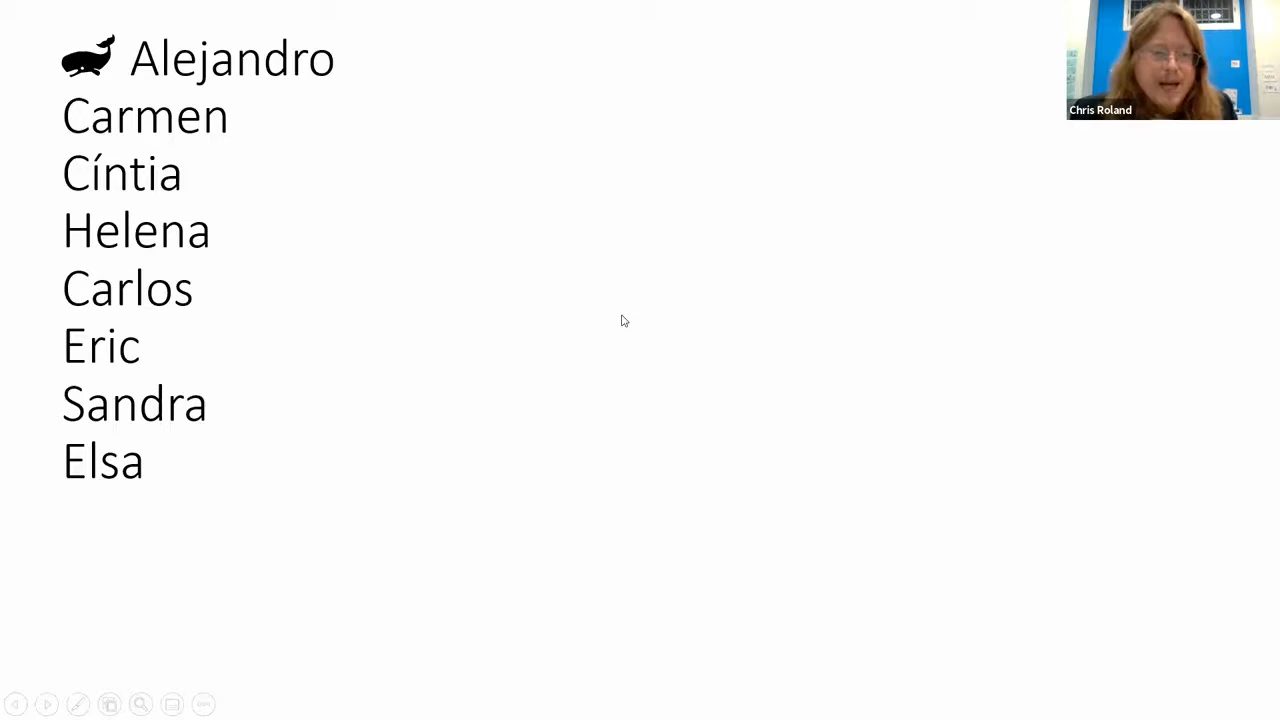 Alejandro
Carmen
Cíntia
Helena
Carlos
Eric
Sandra
Elsa
Chris Roland